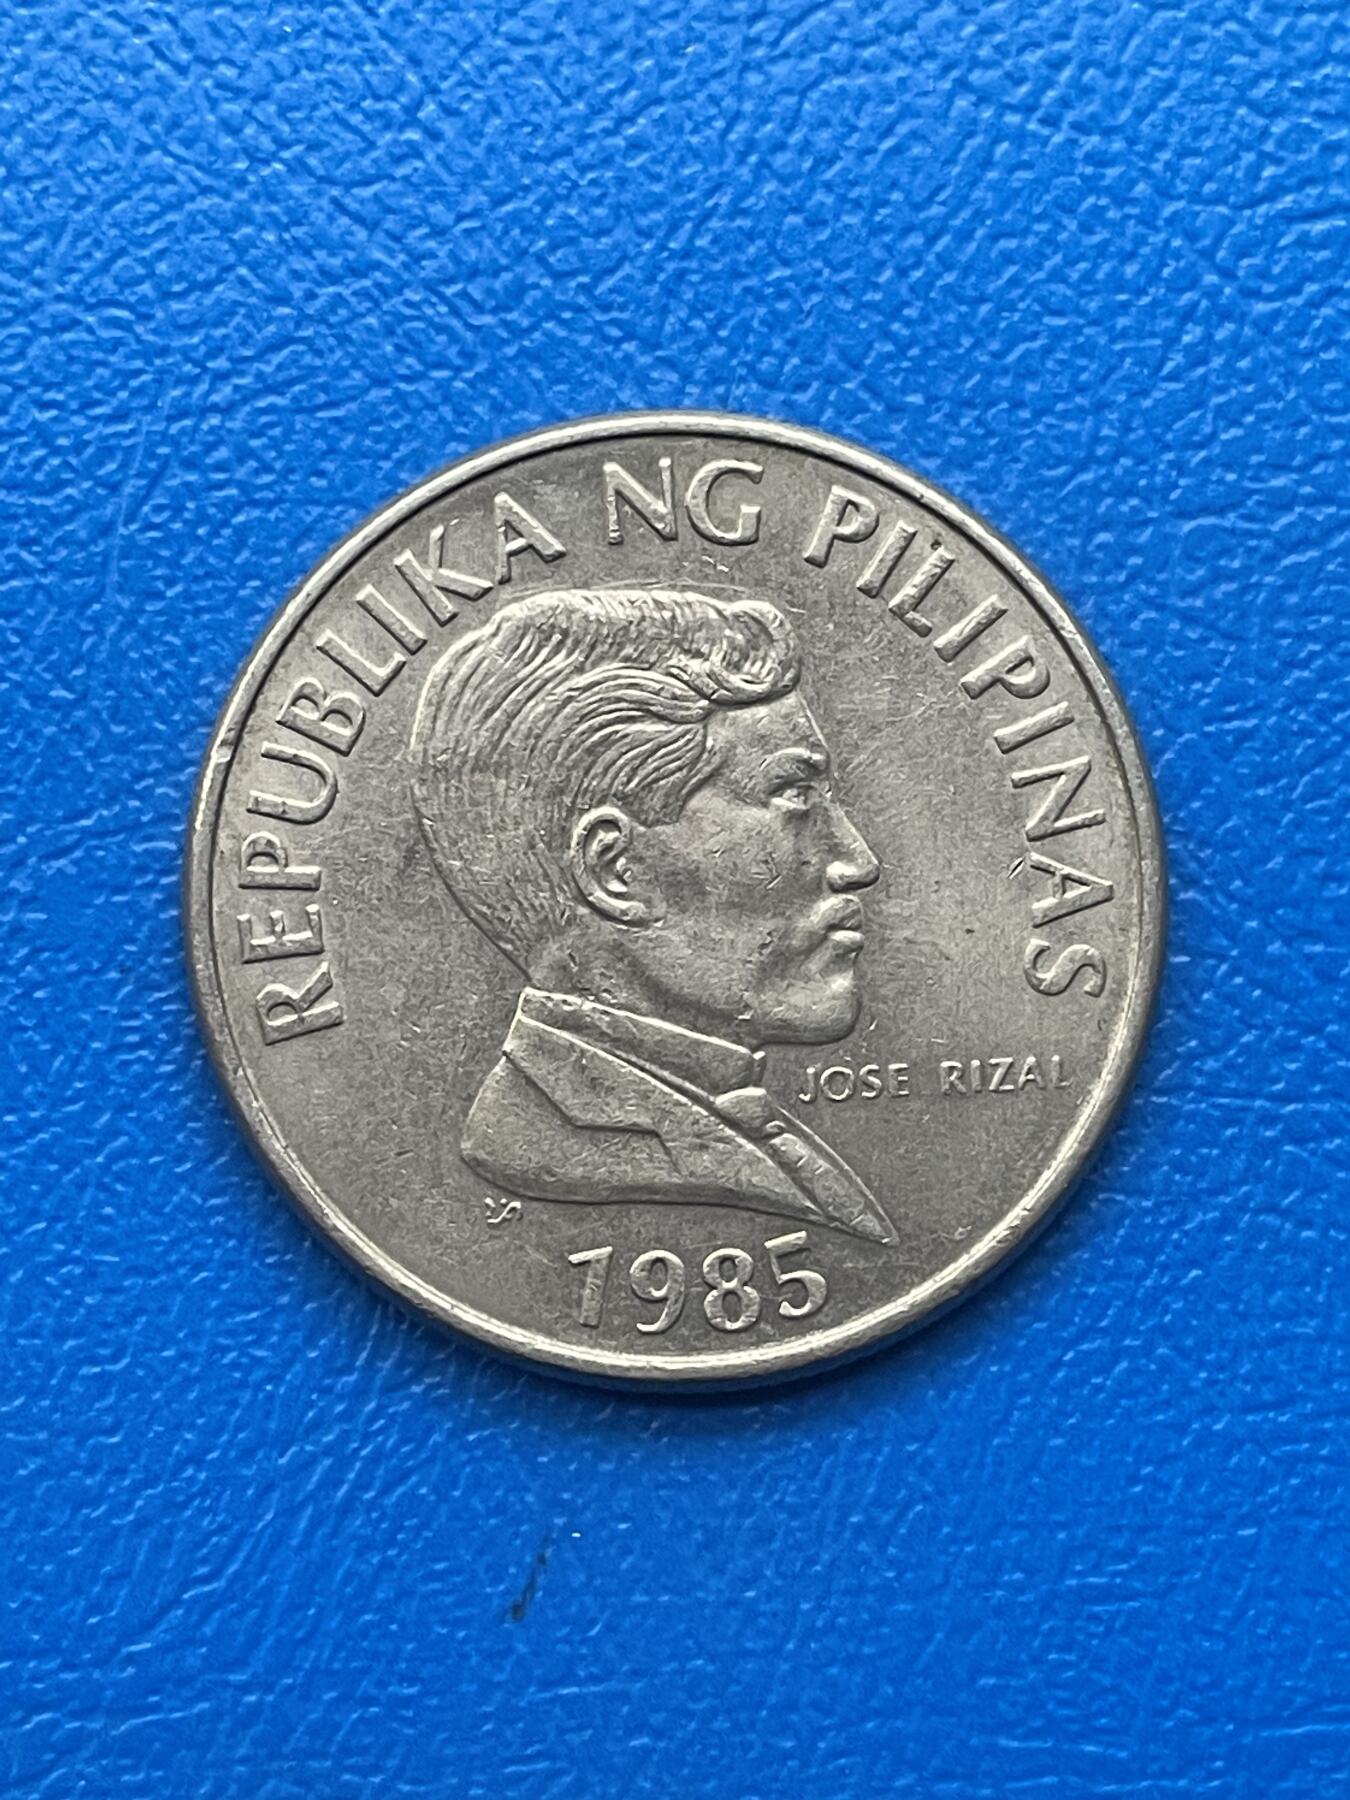 REPUBLIKA NG PILIPINAS
JOSE RIZAL
1985